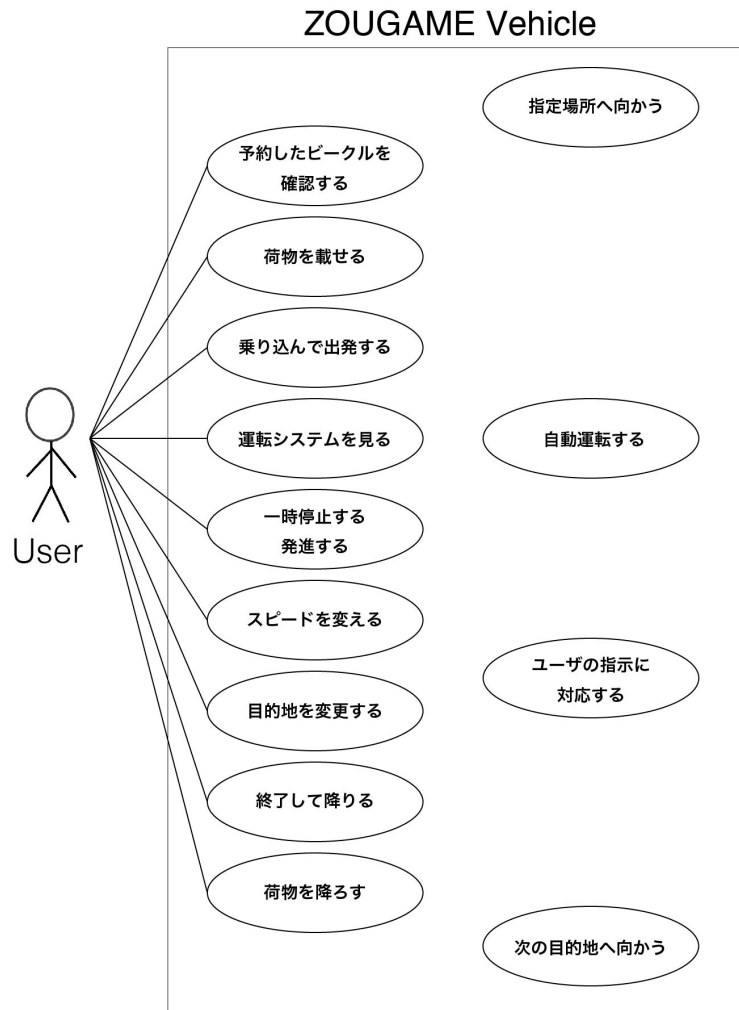 ZOUGAME Vehicle
指定場所へ向かう
予約したビークルを
確認する
荷物を載せる
乗り込んで出発する
運転システムを見る
自動運転する
一時停止する
発進する
User
スピードを変える
ユーザの指示に
対応する
目的地を変更する
終了して降りる
荷物を降ろす
次の目的地へ向かう